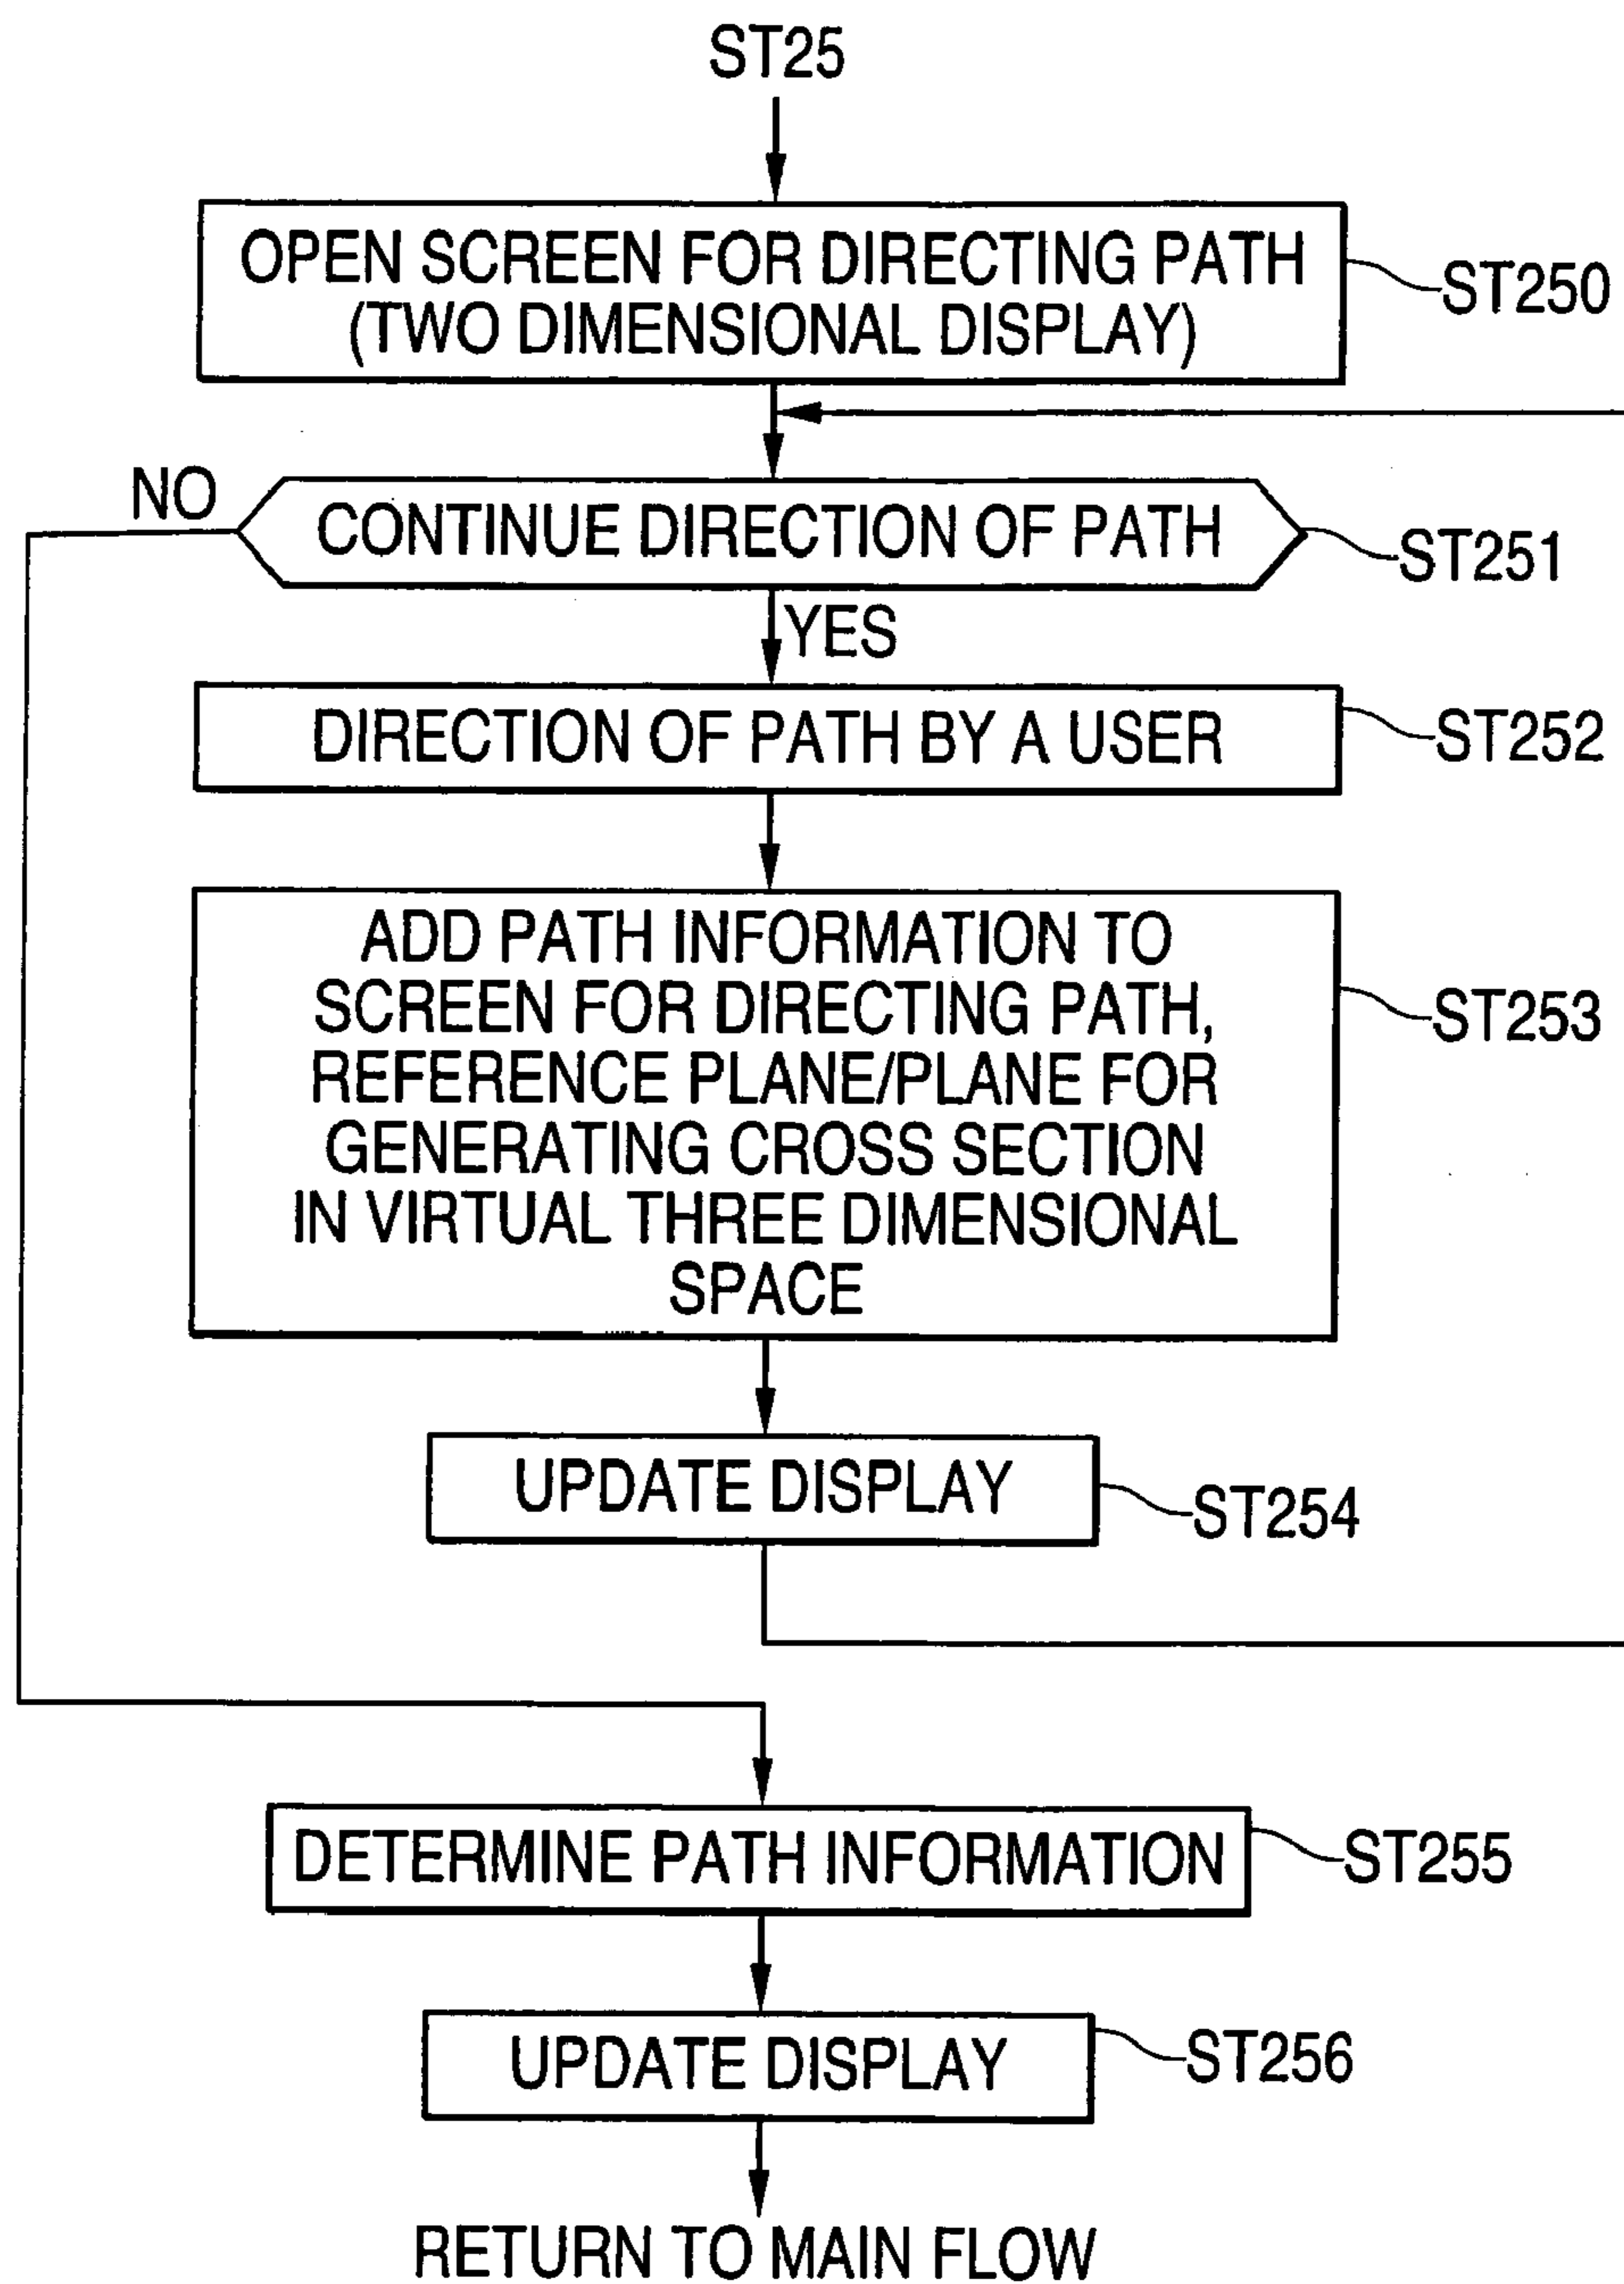 ST25
OPEN SCREEN FOR DIRECTING PATH
(TWO DIMENSIONAL DISPLAY)
ST250
NO
CONTINUE DIRECTION OF PATH
ST251
YES
DIRECTION OF PATH BY A USER
ST252
ADD PATH INFORMATION TO
SCREEN FOR DIRECTING PATH,
REFERENCE PLANE/PLANE FOR
GENERATING CROSS SECTION
IN VIRTUAL THREE DIMENSIONAL
SPACE
ST253
UPDATE DISPLAY
ST254
DETERMINE PATH INFORMATION
ST255
UPDATE DISPLAY
ST256
RETURN TO MAIN FLOW